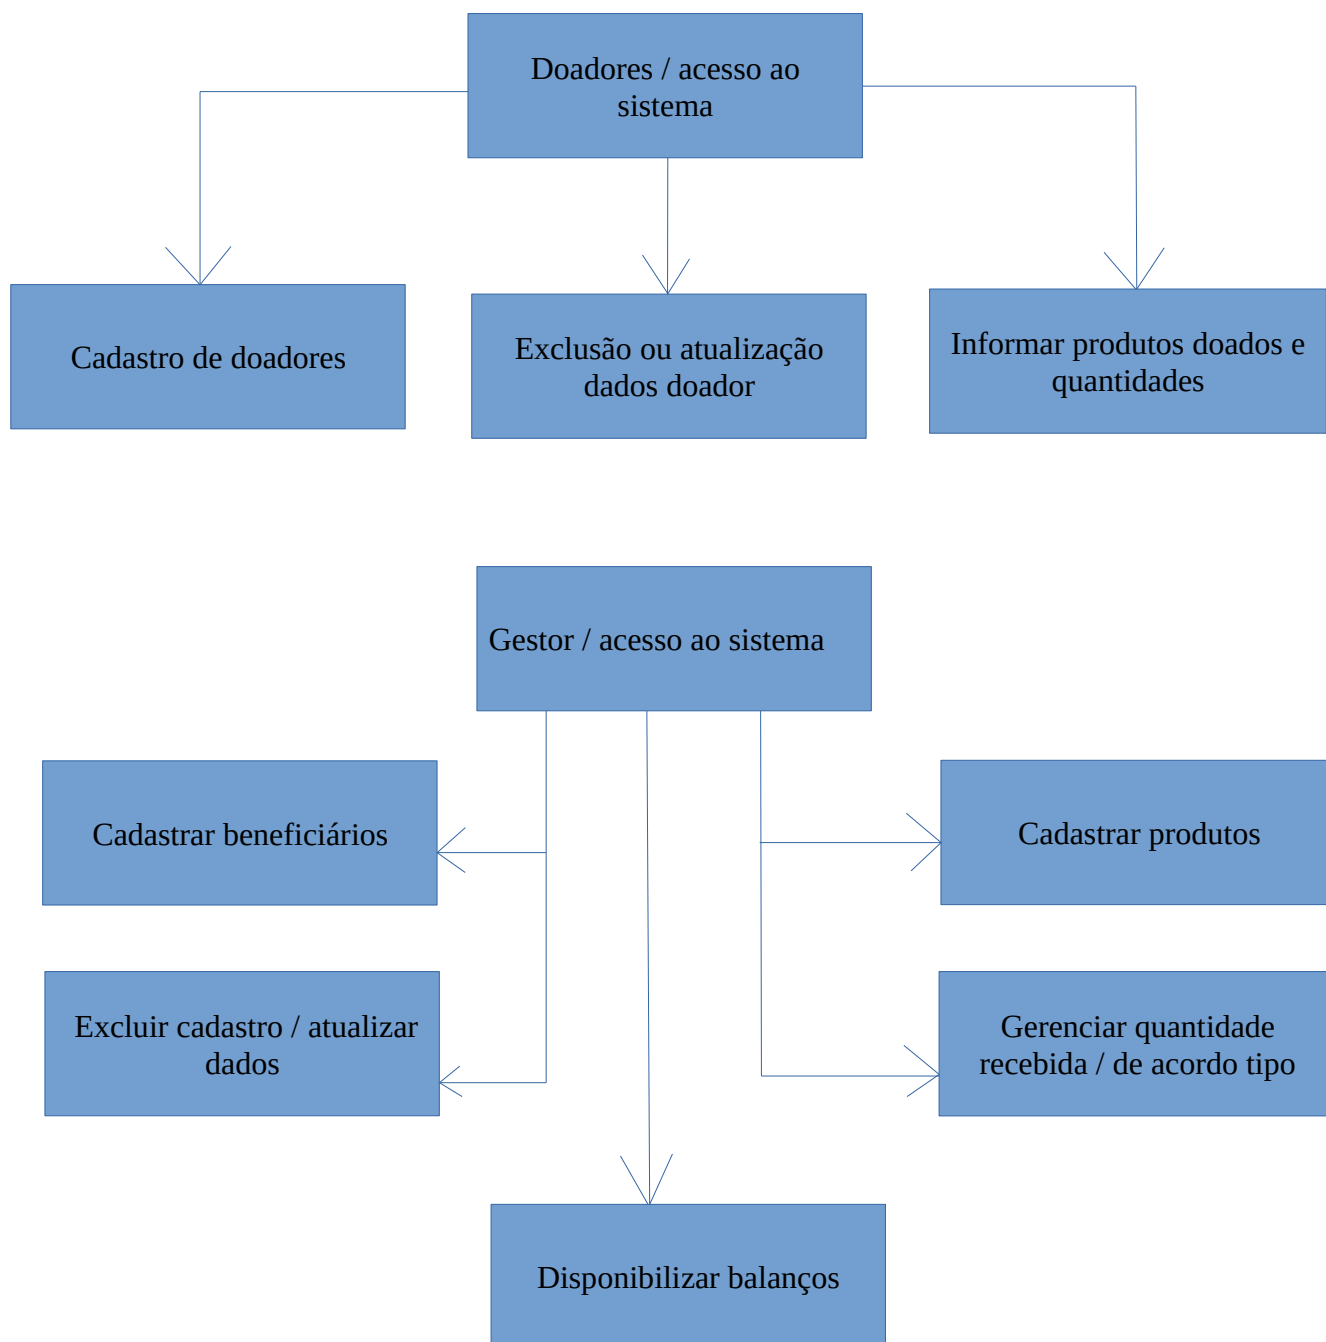 Doadores / acesso ao
sistema
Cadastro de doadores
Exclusão ou atualização
dados doador
Informar produtos doados e
quantidades
Gestor / acesso ao sistema
Cadastrar beneficiários
Cadastrar produtos
Excluir cadastro / atualizar
dados
Gerenciar quantidade
recebida / de acordo tipo
Disponibilizar balanços